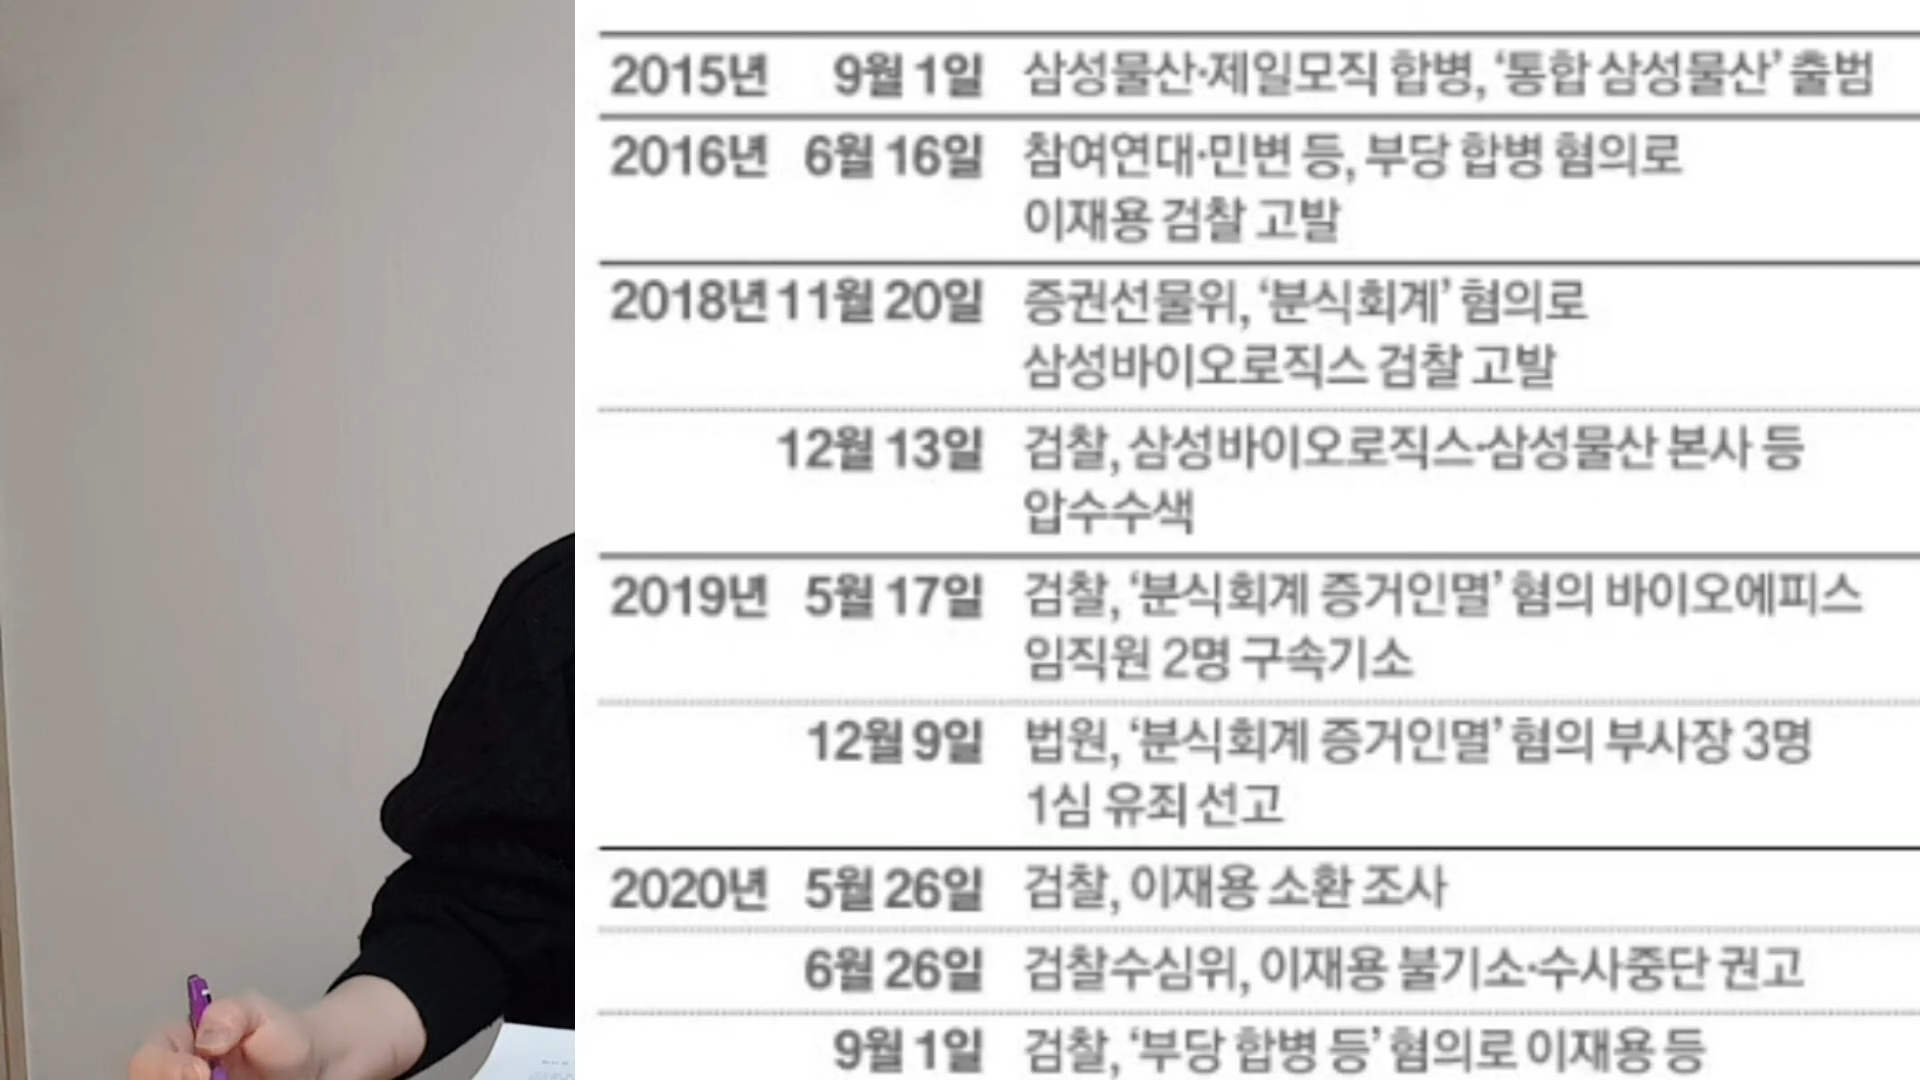 2015년 9월 1일 삼성물산·제일모직 합병, ‘통합 삼성물산’ 출범
2016년 6월 16일 참여연대·민변 등, 부당 합병 혐의로
이재용 검찰 고발
2018년 11월 20일 증권선물위, ‘분식회계’ 혐의로
삼성바이오로직스 검찰 고발
12월 13일 검찰, 삼성바이오로직스·삼성물산 본사 등
압수수색
2019년 5월 17일 검찰, ‘분식회계 증거인멸’ 혐의 바이오에피스
임직원 2명 구속기소
12월 9일 법원, ‘분식회계 증거인멸’ 혐의 부사장 3명
1심 유죄 선고
2020년 5월 26일 검찰, 이재용 소환 조사
6월 26일 검찰수심위, 이재용 불기소·수사중단 권고
9월 1일 검찰, ‘부당 합병 등’ 혐의로 이재용 등